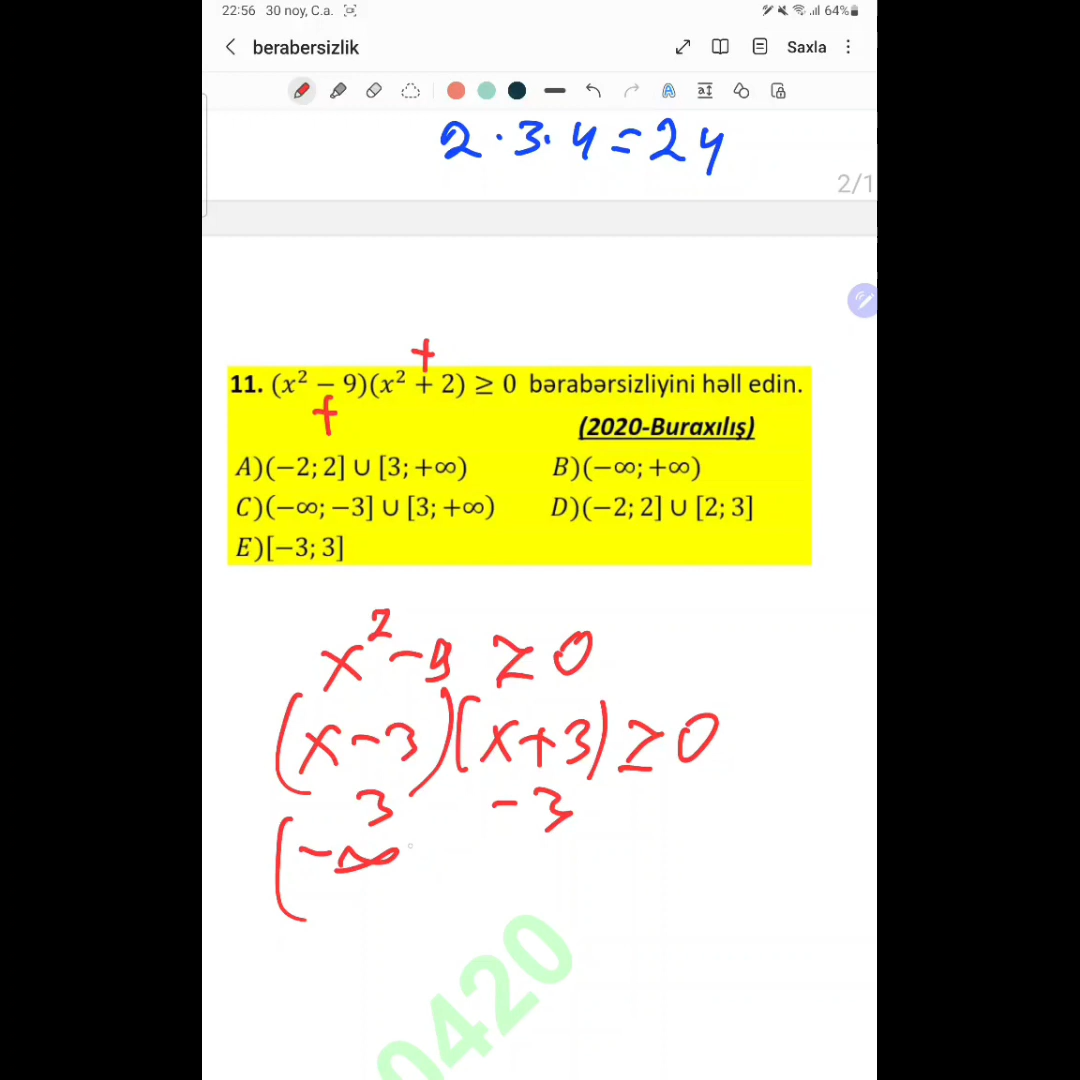 22:56 30 noy, C.a. 64%
berabersizlik Saxla
2 · 3 · 4 = 24
2/1
+
11. (x² − 9)(x² + 2) ≥ 0 bərabərsizliyini həll edin.
+
(2020-Buraxılış)
A)(−2; 2] ∪ [3; +∞) B)(−∞; +∞)
C)(−∞; −3] ∪ [3; +∞) D)(−2; 2] ∪ [2; 3]
E)[−3; 3]
x² − 9 ≥ 0
(x − 3)(x + 3) ≥ 0
3 −3
(−∞
0420